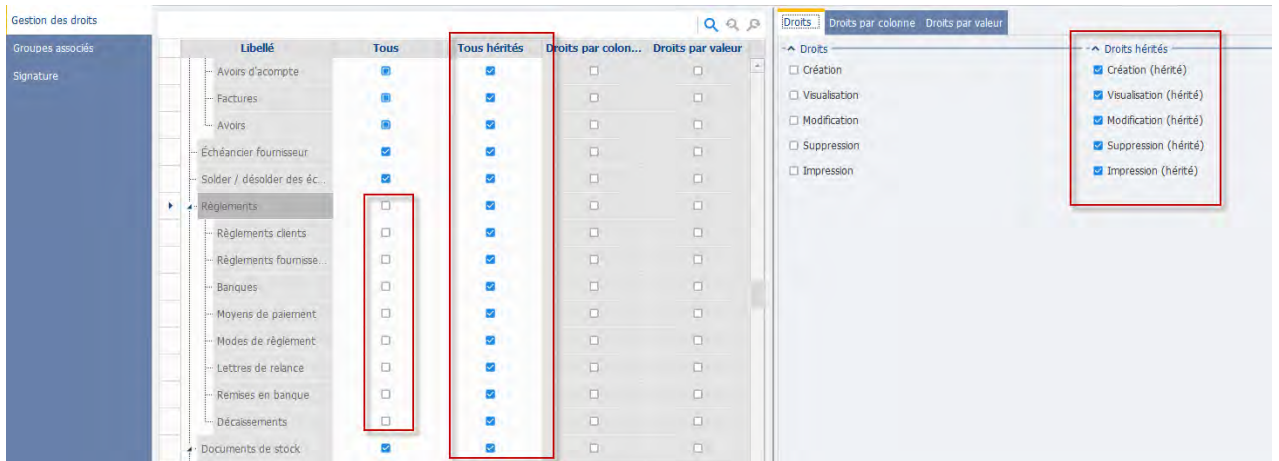 Gestion des droits
Groupes associés
Signature
Libellé Tous Tous hérités Droits par colon... Droits par valeur
Avoirs d'acompte
Factures
Avoirs
Échéancier fournisseur
Solder / désolder des éc...
Règlements
Règlements clients
Règlements fournisse...
Banques
Moyens de paiement
Modes de règlement
Lettres de relance
Remises en banque
Décaissements
Documents de stock
Droits Droits par colonne Droits par valeur
Droits Droits hérités
Création Création (hérité)
Visualisation Visualisation (hérité)
Modification Modification (hérité)
Suppression Suppression (hérité)
Impression Impression (hérité)